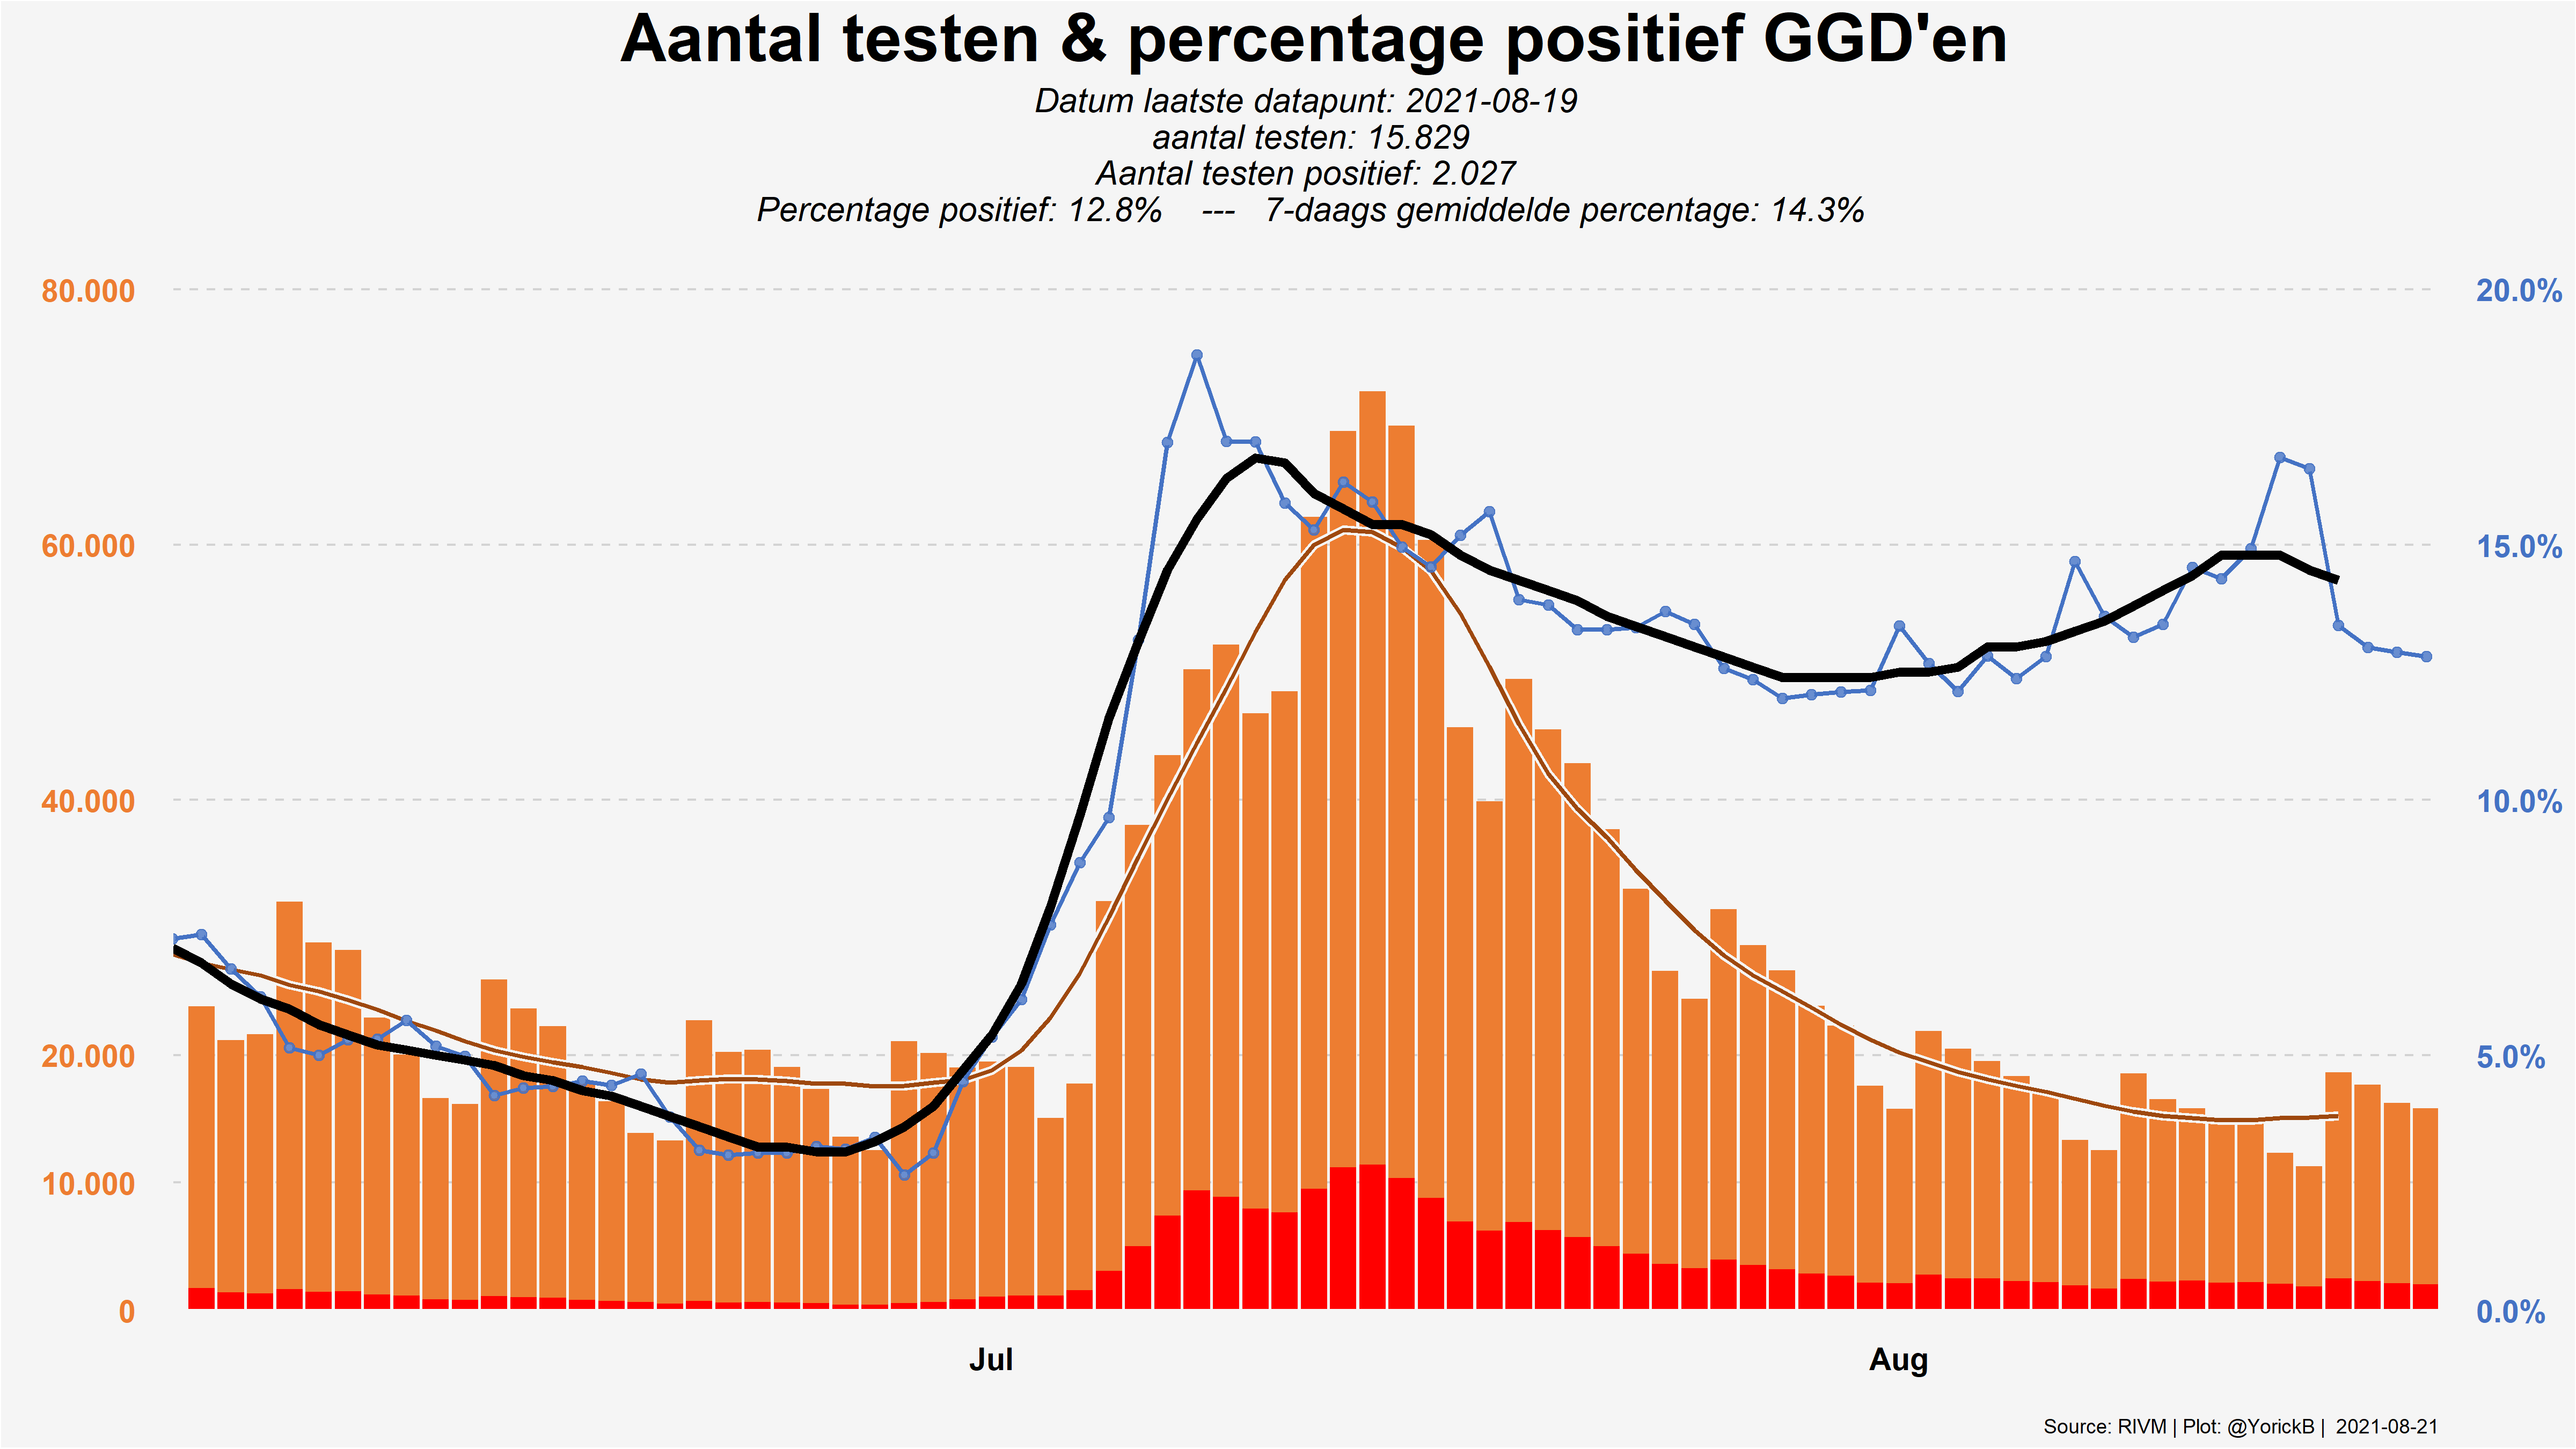 Aantal testen & percentage positief GGD'en
Datum laatste datapunt: 2021-08-19
aantal testen: 15.829
Aantal testen positief: 2.027
Percentage positief: 12.8% --- 7-daags gemiddelde percentage: 14.3%
80.000
20.0%
60.000
15.0%
40.000
10.0%
20.000
5.0%
10.000
0
0.0%
Jul
Aug
Source: RIVM | Plot: @YorickB | 2021-08-21